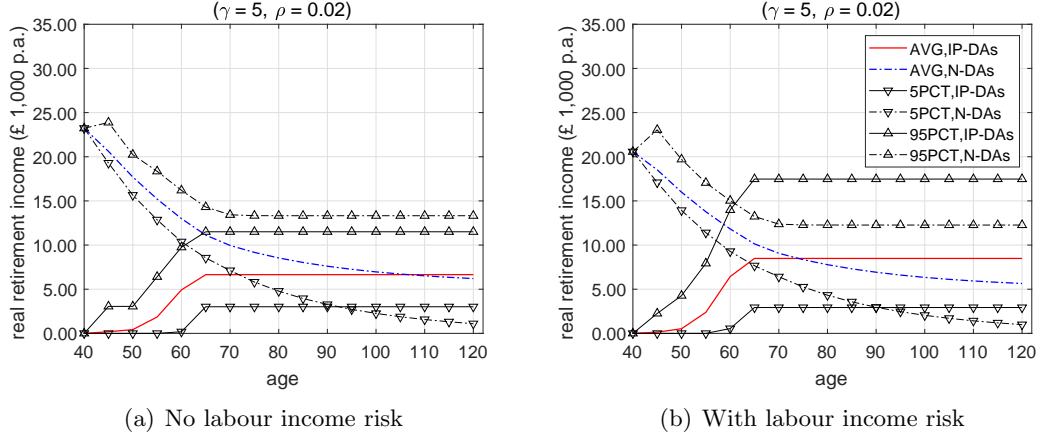 (γ = 5, ρ = 0.02)
real retirement income (£ 1,000 p.a.)
35.00
30.00
25.00
20.00
15.00
10.00
5.00
0.00
40 50 60 70 80 90 100 110 120
age
(a) No labour income risk
(γ = 5, ρ = 0.02)
real retirement income (£ 1,000 p.a.)
35.00
30.00
25.00
20.00
15.00
10.00
5.00
0.00
AVG,IP-DAs
AVG,N-DAs
5PCT,IP-DAs
5PCT,N-DAs
95PCT,IP-DAs
95PCT,N-DAs
40 50 60 70 80 90 100 110 120
age
(b) With labour income risk